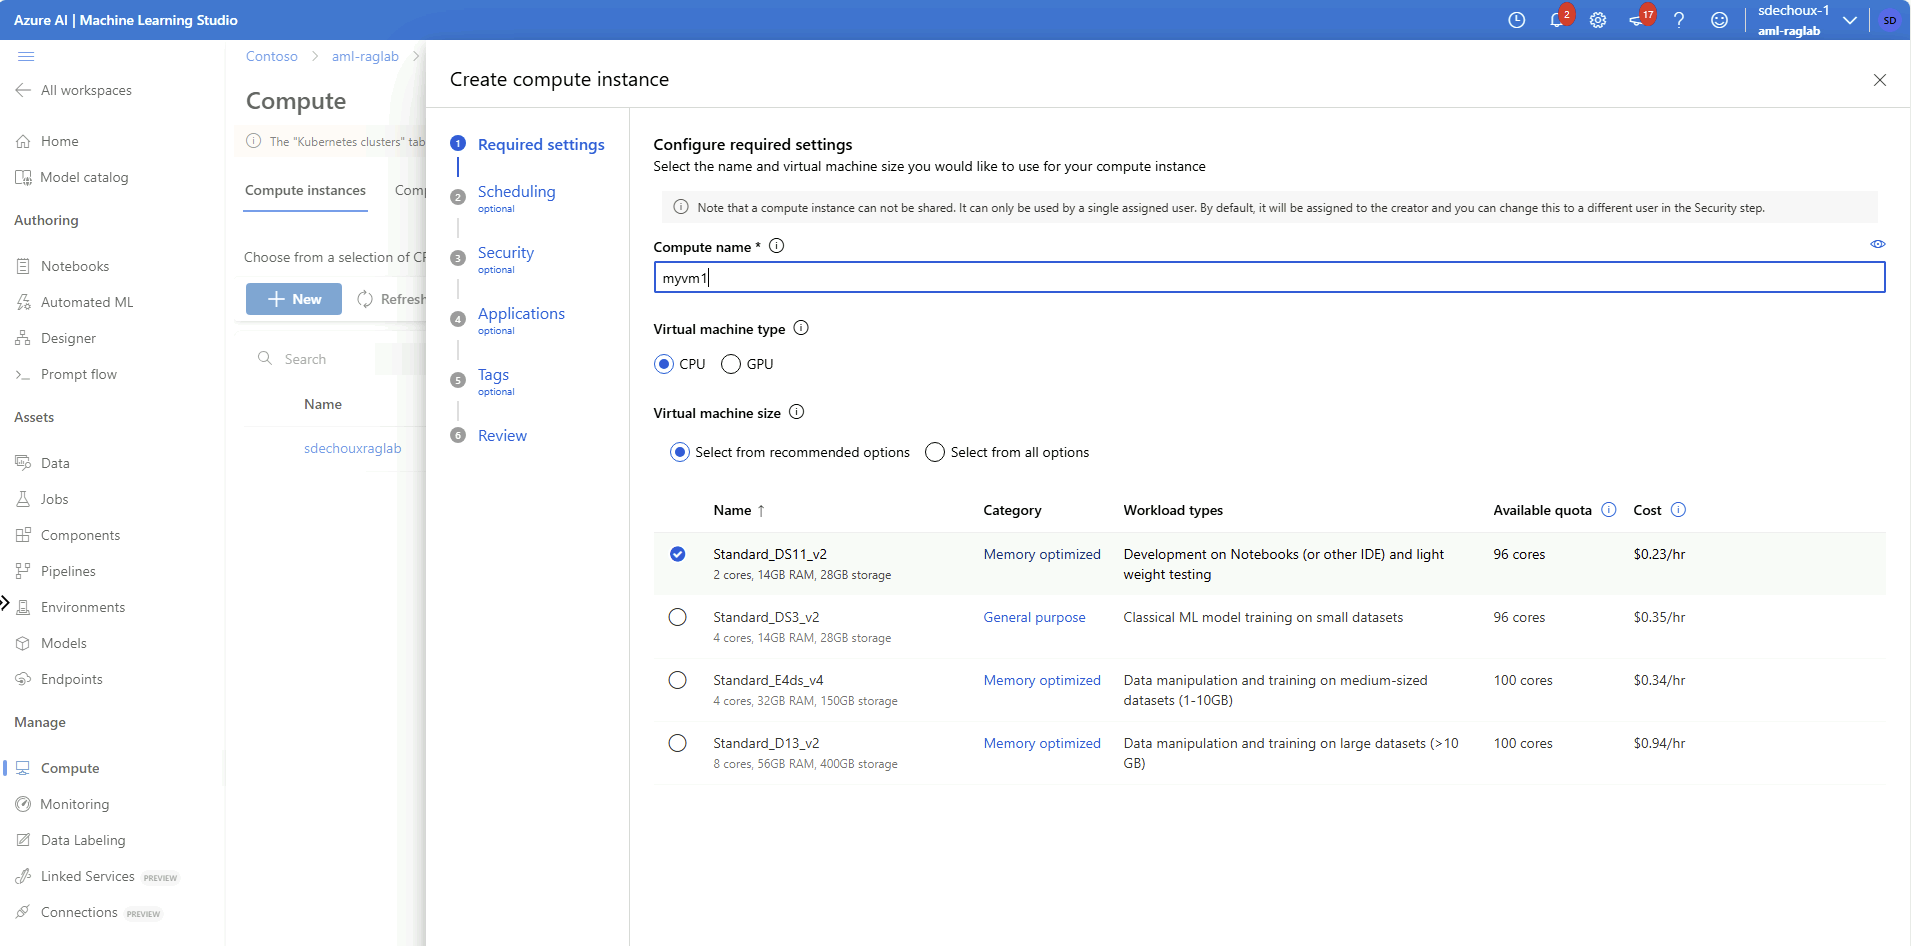 Azure AI | Machine Learning Studio
2
17
?
sdechoux-1
aml-raglab
SD
All workspaces
Home
Model catalog
Authoring
Notebooks
Automated ML
Designer
Prompt flow
Assets
Data
Jobs
Components
Pipelines
Environments
Models
Endpoints
Manage
Compute
Monitoring
Data Labeling
Linked Services PREVIEW
Connections PREVIEW
Contoso > aml-raglab >
Compute
The "Kubernetes clusters" tab
Compute instances
Choose from a selection of
New
Refresh
Search
Name
sdechouxraglab
Create compute instance
1 Required settings
2 Scheduling
optional
3 Security
optional
4 Applications
optional
5 Tags
optional
6 Review
Configure required settings
Select the name and virtual machine size you would like to use for your compute instance
Note that a compute instance can not be shared. It can only be used by a single assigned user. By default, it will be assigned to the creator and you can change this to a different user in the Security step.
Compute name *
myvm1
Virtual machine type
CPU GPU
Virtual machine size
Select from recommended options Select from all options
Name ↑ Category Workload types Available quota Cost
Standard_DS11_v2 Memory optimized Development on Notebooks (or other IDE) and light 96 cores $0.23/hr
2 cores, 14GB RAM, 28GB storage weight testing
Standard_DS3_v2 General purpose Classical ML model training on small datasets 96 cores $0.35/hr
4 cores, 14GB RAM, 28GB storage
Standard_E4ds_v4 Memory optimized Data manipulation and training on medium-sized 100 cores $0.34/hr
4 cores, 32GB RAM, 150GB storage datasets (1-10GB)
Standard_D13_v2 Memory optimized Data manipulation and training on large datasets (>10 100 cores $0.94/hr
8 cores, 56GB RAM, 400GB storage GB)